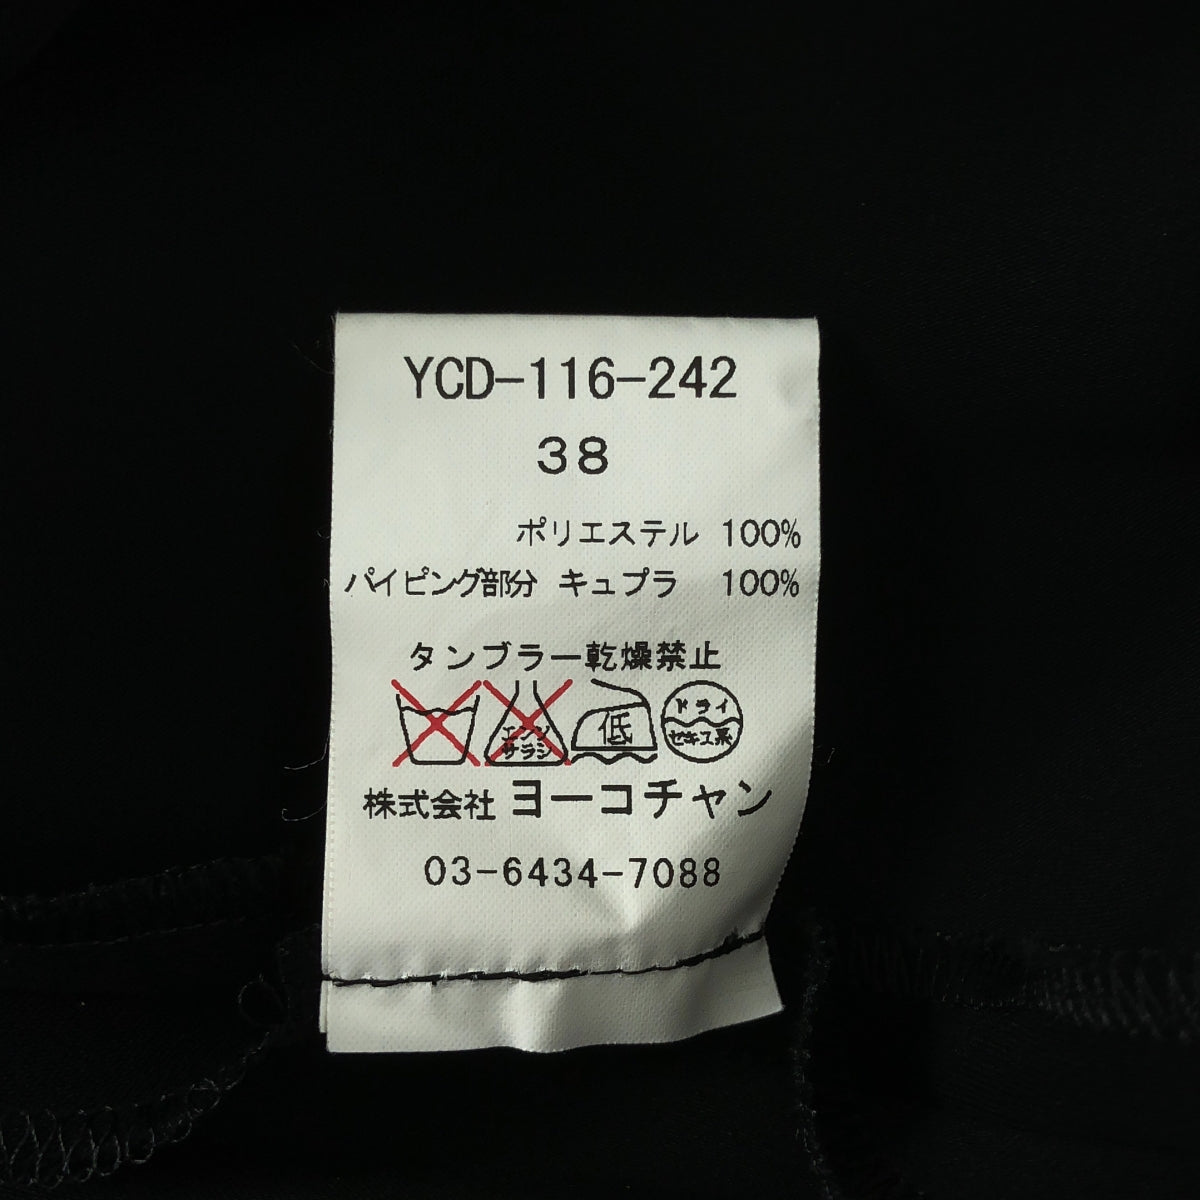 YCD-116-242
38
ポリエステル 100%
パイピング部分 キュプラ 100%
タンブラー乾燥禁止
エンソ
サラシ
低
ドライ
セキユ系
株式会社 ヨーコチャン
03-6434-7088